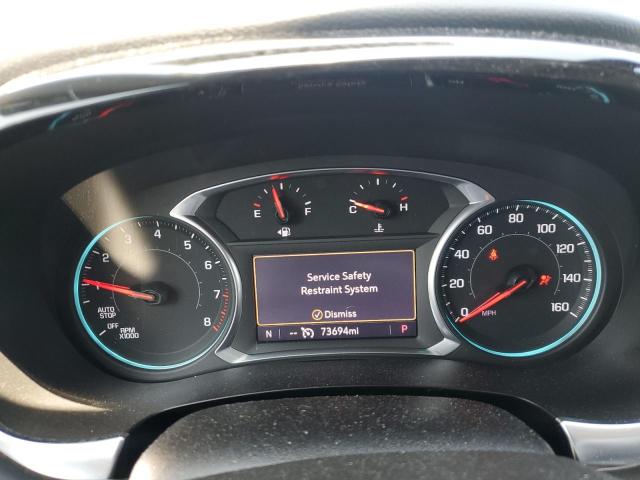 E F
C H
1 2 3 4 5 6 7 8
AUTO
STOP
OFF RPM
X1000
Service Safety
Restraint System
Dismiss
N -- 73694mi P
0 20 40 60 80 100 120 140 160
MPH